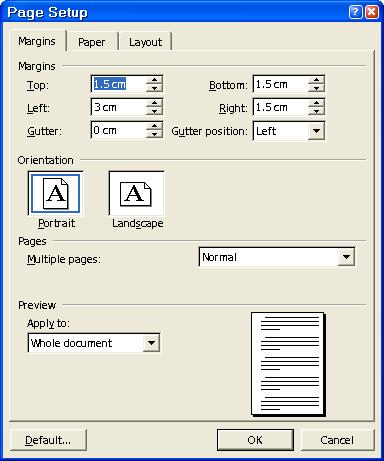 Page Setup
Margins Paper Layout
Margins
Top: 1.5 cm Bottom: 1.5 cm
Left: 3 cm Right: 1.5 cm
Gutter: 0 cm Gutter position: Left
Orientation
A A
Portrait Landscape
Pages
Multiple pages: Normal
Preview
Apply to:
Whole document
Default... OK Cancel